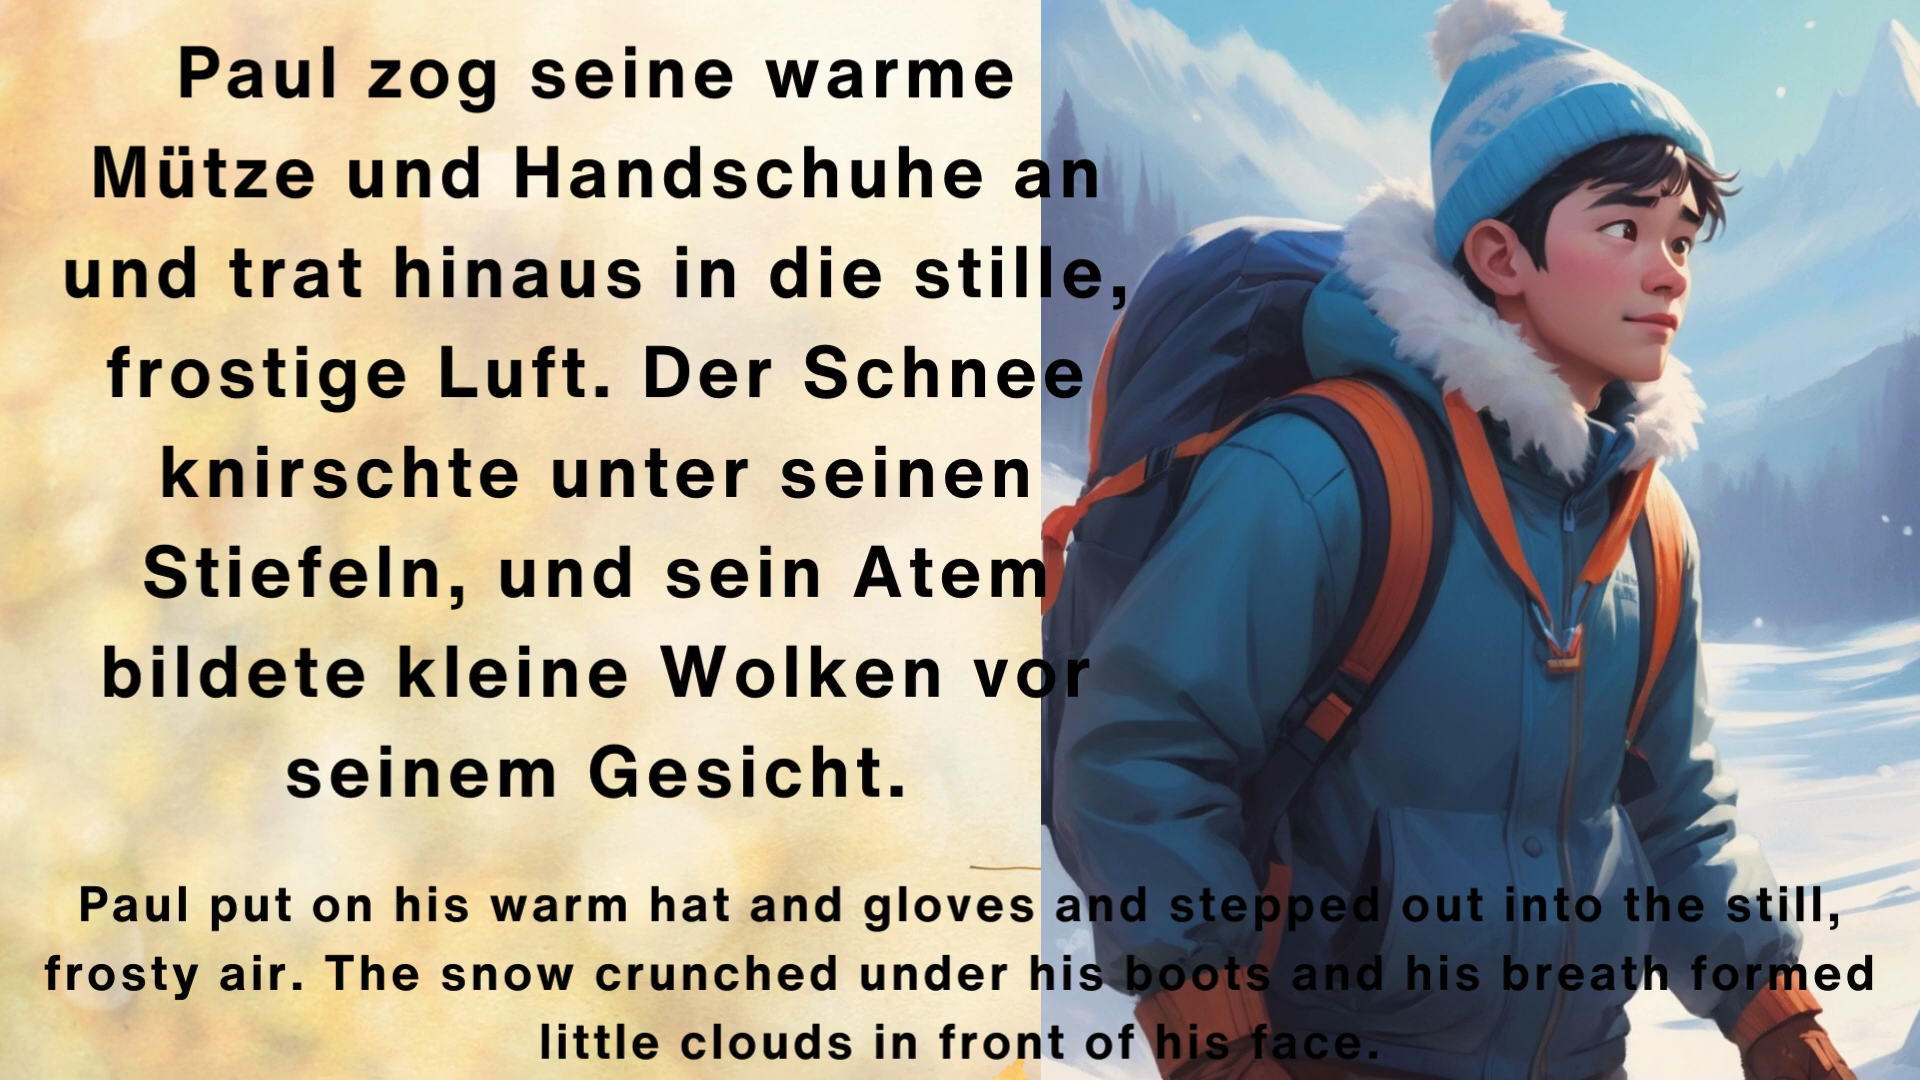 Paul zog seine warme
Mütze und Handschuhe an
und trat hinaus in die stille,
frostige Luft. Der Schnee
knirschte unter seinen
Stiefeln, und sein Atem
bildete kleine Wolken vor
seinem Gesicht.
Paul put on his warm hat and gloves and stepped out into the still,
frosty air. The snow crunched under his boots and his breath formed
little clouds in front of his face.